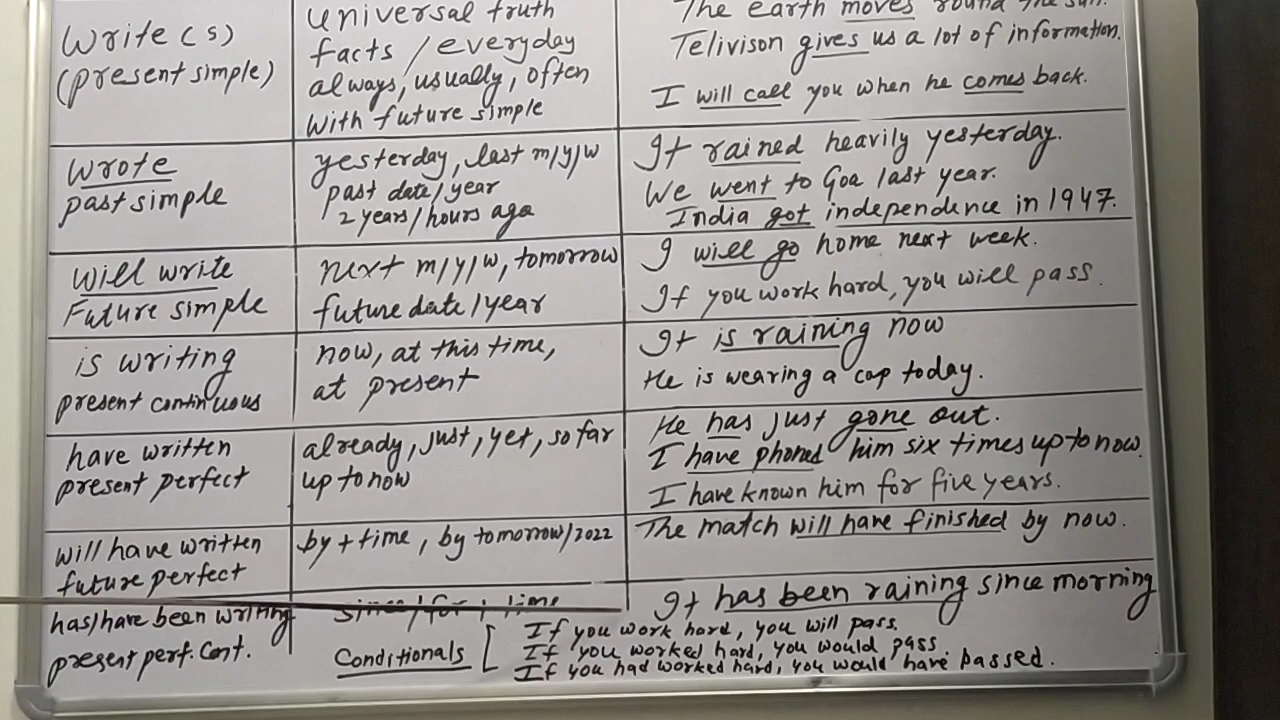 Write(s)
(present simple)
universal truth
facts / everyday
always, usually, often
With future simple
The earth moves round the sun.
Telivison gives us a lot of information.
I will call you when he comes back.
Wrote
past simple
yesterday, last m/y/w
past date/year
2 years/hours ago
It rained heavily yesterday.
We went to Goa last year.
India got independence in 1947.
Will write
Future simple
next m/y/w, tomorrow
future date/year
I will go home next week.
If you work hard, you will pass.
is writing
present continuous
now, at this time,
at present
It is raining now
He is wearing a cap today.
have written
present perfect
already, just, yet, so far
up to now
He has just gone out.
I have phoned him six times up to now.
I have known him for five years.
will have written
future perfect
by + time, by tomorrow/2022
The match will have finished by now.
has/have been writing
present perf. cont.
since/for + time
It has been raining since morning
Conditionals
If you work hard, you will pass.
If you worked hard, you would pass.
If you had worked hard, you would have passed.